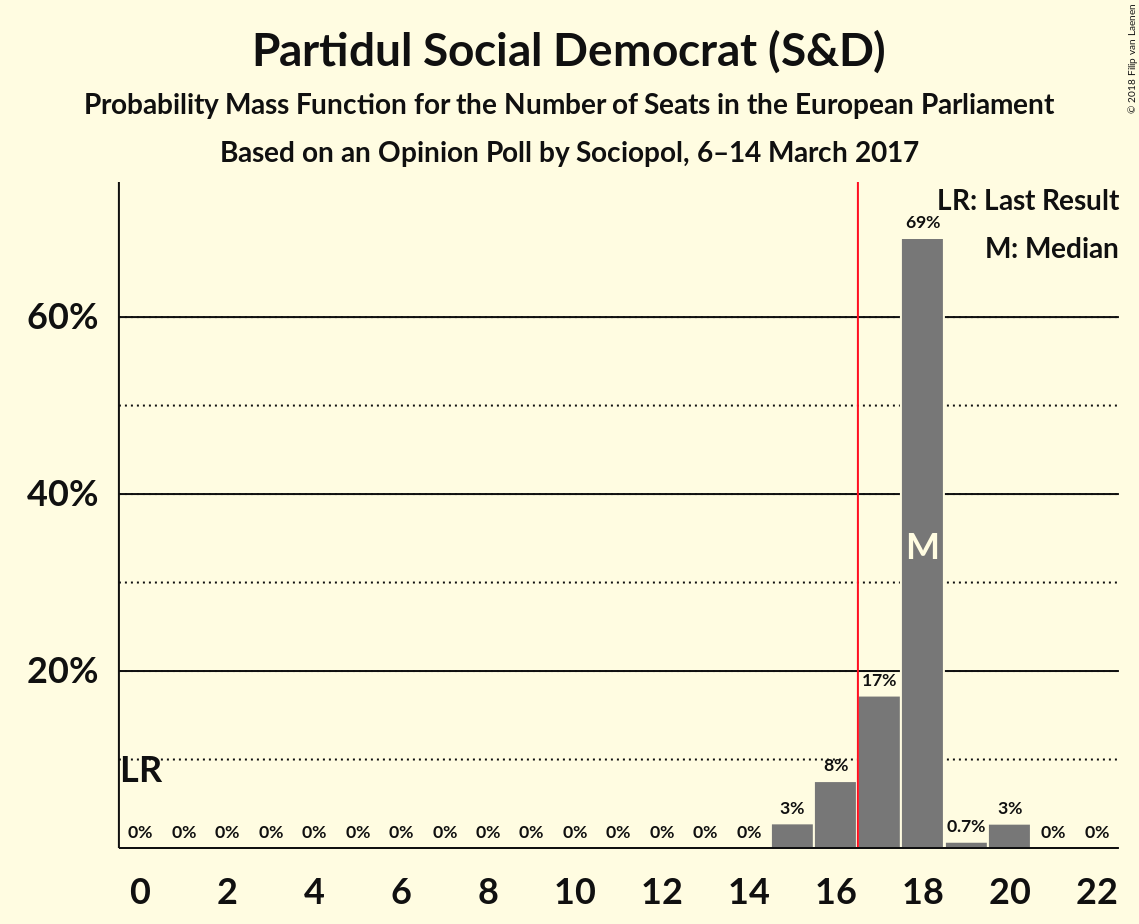 Partidul Social Democrat (S&D)
Probability Mass Function for the Number of Seats in the European Parliament
Based on an Opinion Poll by Sociopol, 6–14 March 2017
© 2018 Filip van Laenen
LR: Last Result
M: Median
60%
40%
20%
69%
M
17%
LR
8%
0% 0% 0% 0% 0% 0% 0% 0% 0% 0% 0% 0% 0% 0% 0% 3% 0.7% 3% 0% 0%
0 2 4 6 8 10 12 14 16 18 20 22